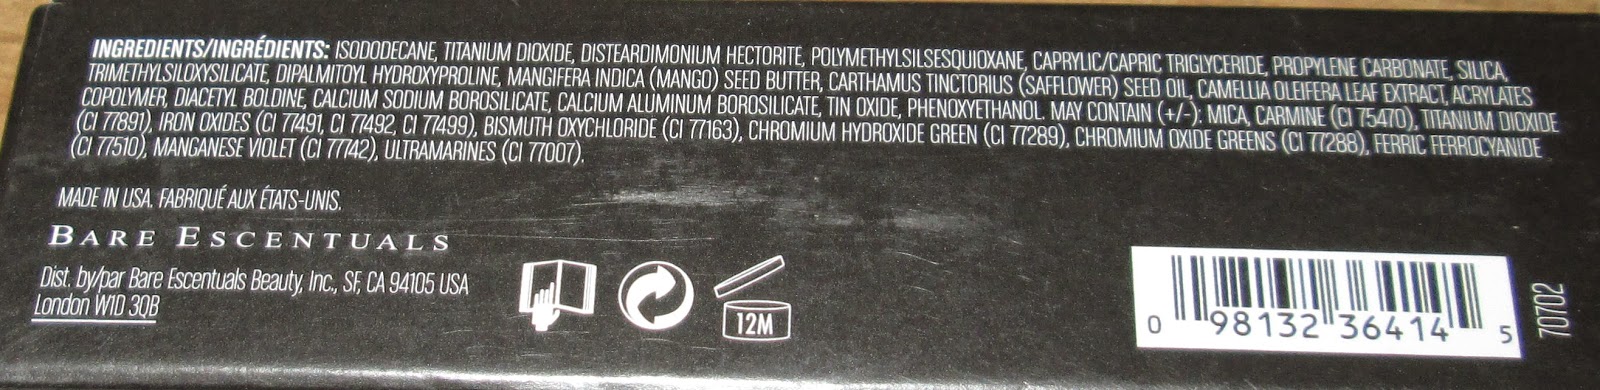 INGREDIENTS/INGRÉDIENTS: ISODODECANE, TITANIUM DIOXIDE, DISTEARDIMONIUM HECTORITE, POLYMETHYLSILSESQUIOXANE, CAPRYLIC/CAPRIC TRIGLYCERIDE, PROPYLENE CARBONATE, SILICA,
TRIMETHYLSILOXYSILICATE, DIPALMITOYL HYDROXYPROLINE, MANGIFERA INDICA (MANGO) SEED BUTTER, CARTHAMUS TINCTORIUS (SAFFLOWER) SEED OIL, CAMELLIA OLEIFERA LEAF EXTRACT, ACRYLATES
COPOLYMER, DIACETYL BOLDINE, CALCIUM SODIUM BOROSILICATE, CALCIUM ALUMINUM BOROSILICATE, TIN OXIDE, PHENOXYETHANOL. MAY CONTAIN (+/-): MICA, CARMINE (CI 75470), TITANIUM DIOXIDE
(CI 77891), IRON OXIDES (CI 77491, CI 77492, CI 77499), BISMUTH OXYCHLORIDE (CI 77163), CHROMIUM HYDROXIDE GREEN (CI 77289), CHROMIUM OXIDE GREENS (CI 77288), FERRIC FERROCYANIDE
(CI 77510), MANGANESE VIOLET (CI 77742), ULTRAMARINES (CI 77007).
MADE IN USA. FABRIQUÉ AUX ÉTATS-UNIS.
BARE ESCENTUALS
Dist. by/par Bare Escentuals Beauty, Inc., SF, CA 94105 USA
London W1D 3QB
12M
0 98132 36414 5
70702